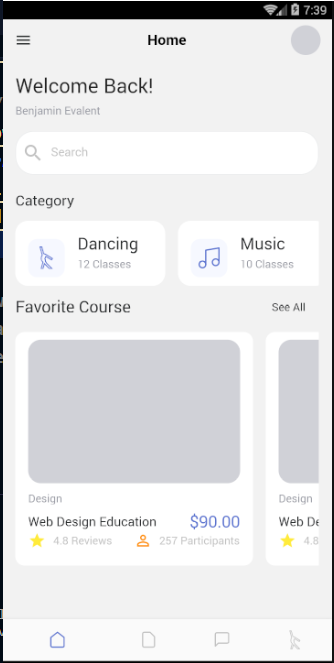 7:39
Home
Welcome Back!
Benjamin Evalent
Search
Category
Dancing
12 Classes
Music
10 Classes
Favorite Course
See All
Design
Web Design Education
$90.00
4.8 Reviews
257 Participants
Design
Web De
4.8